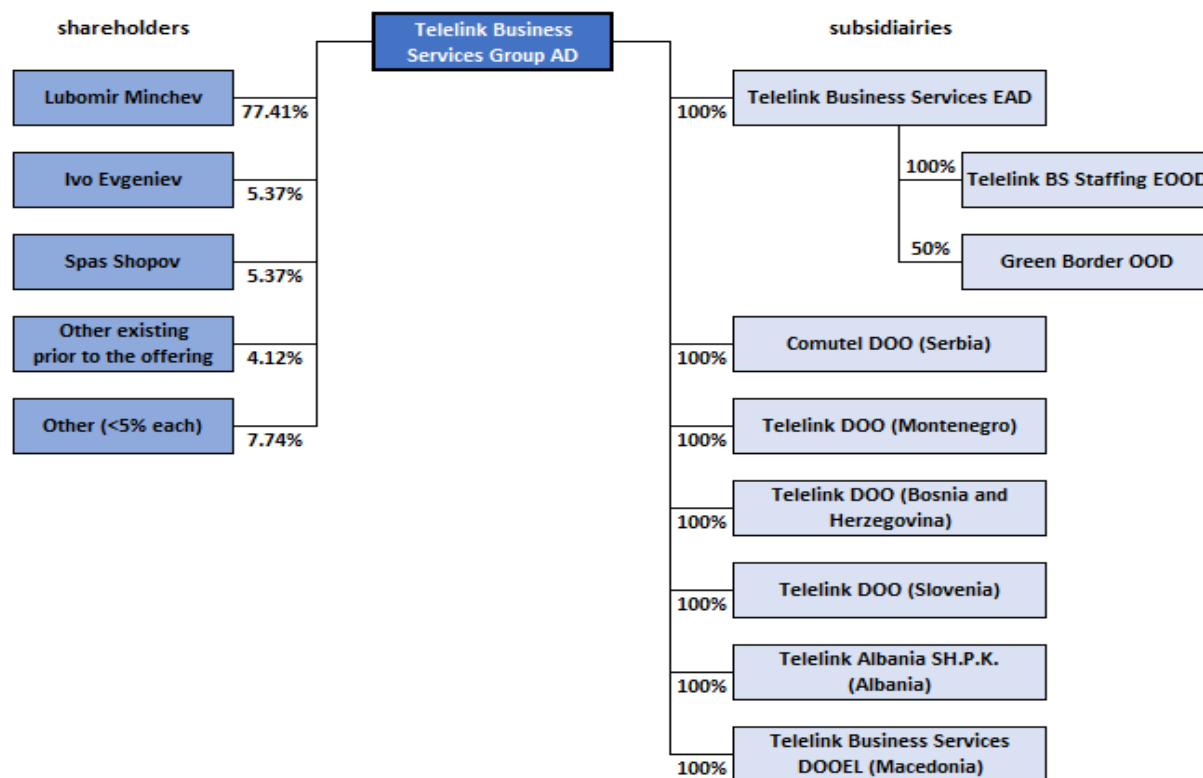 shareholders
Telelink Business
Services Group AD
subsidiairies
Lubomir Minchev
77.41%
Ivo Evgeniev
5.37%
Spas Shopov
5.37%
Other existing
prior to the offering
4.12%
Other (<5% each)
7.74%
100%
Telelink Business Services EAD
100%
Telelink BS Staffing EOOD
50%
Green Border OOD
100%
Comutel DOO (Serbia)
100%
Telelink DOO (Montenegro)
100%
Telelink DOO (Bosnia and
Herzegovina)
100%
Telelink DOO (Slovenia)
100%
Telelink Albania SH.P.K.
(Albania)
100%
Telelink Business Services
DOOEL (Macedonia)